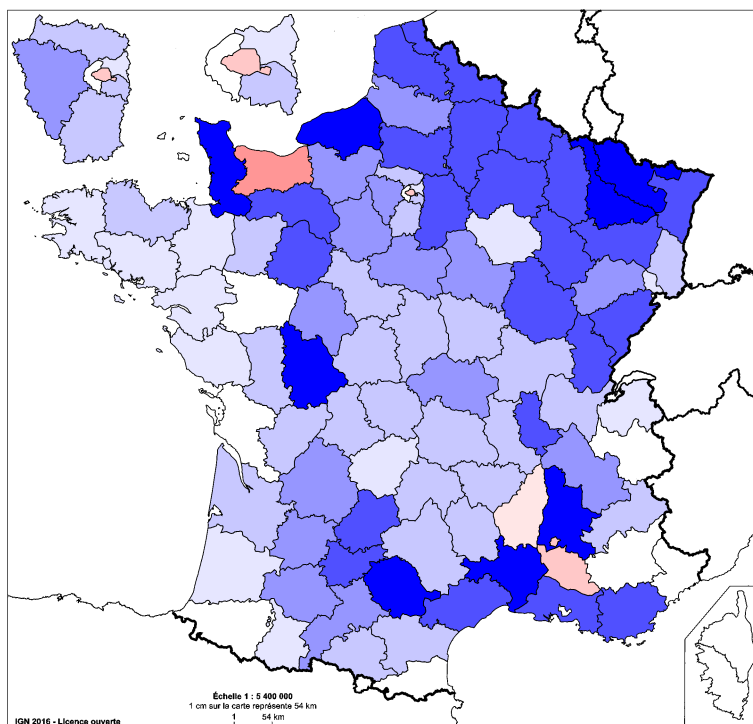 Échelle 1 : 5 400 000
1 cm sur la carte représente 54 km
1 54 km
IGN 2016 - Licence ouverte